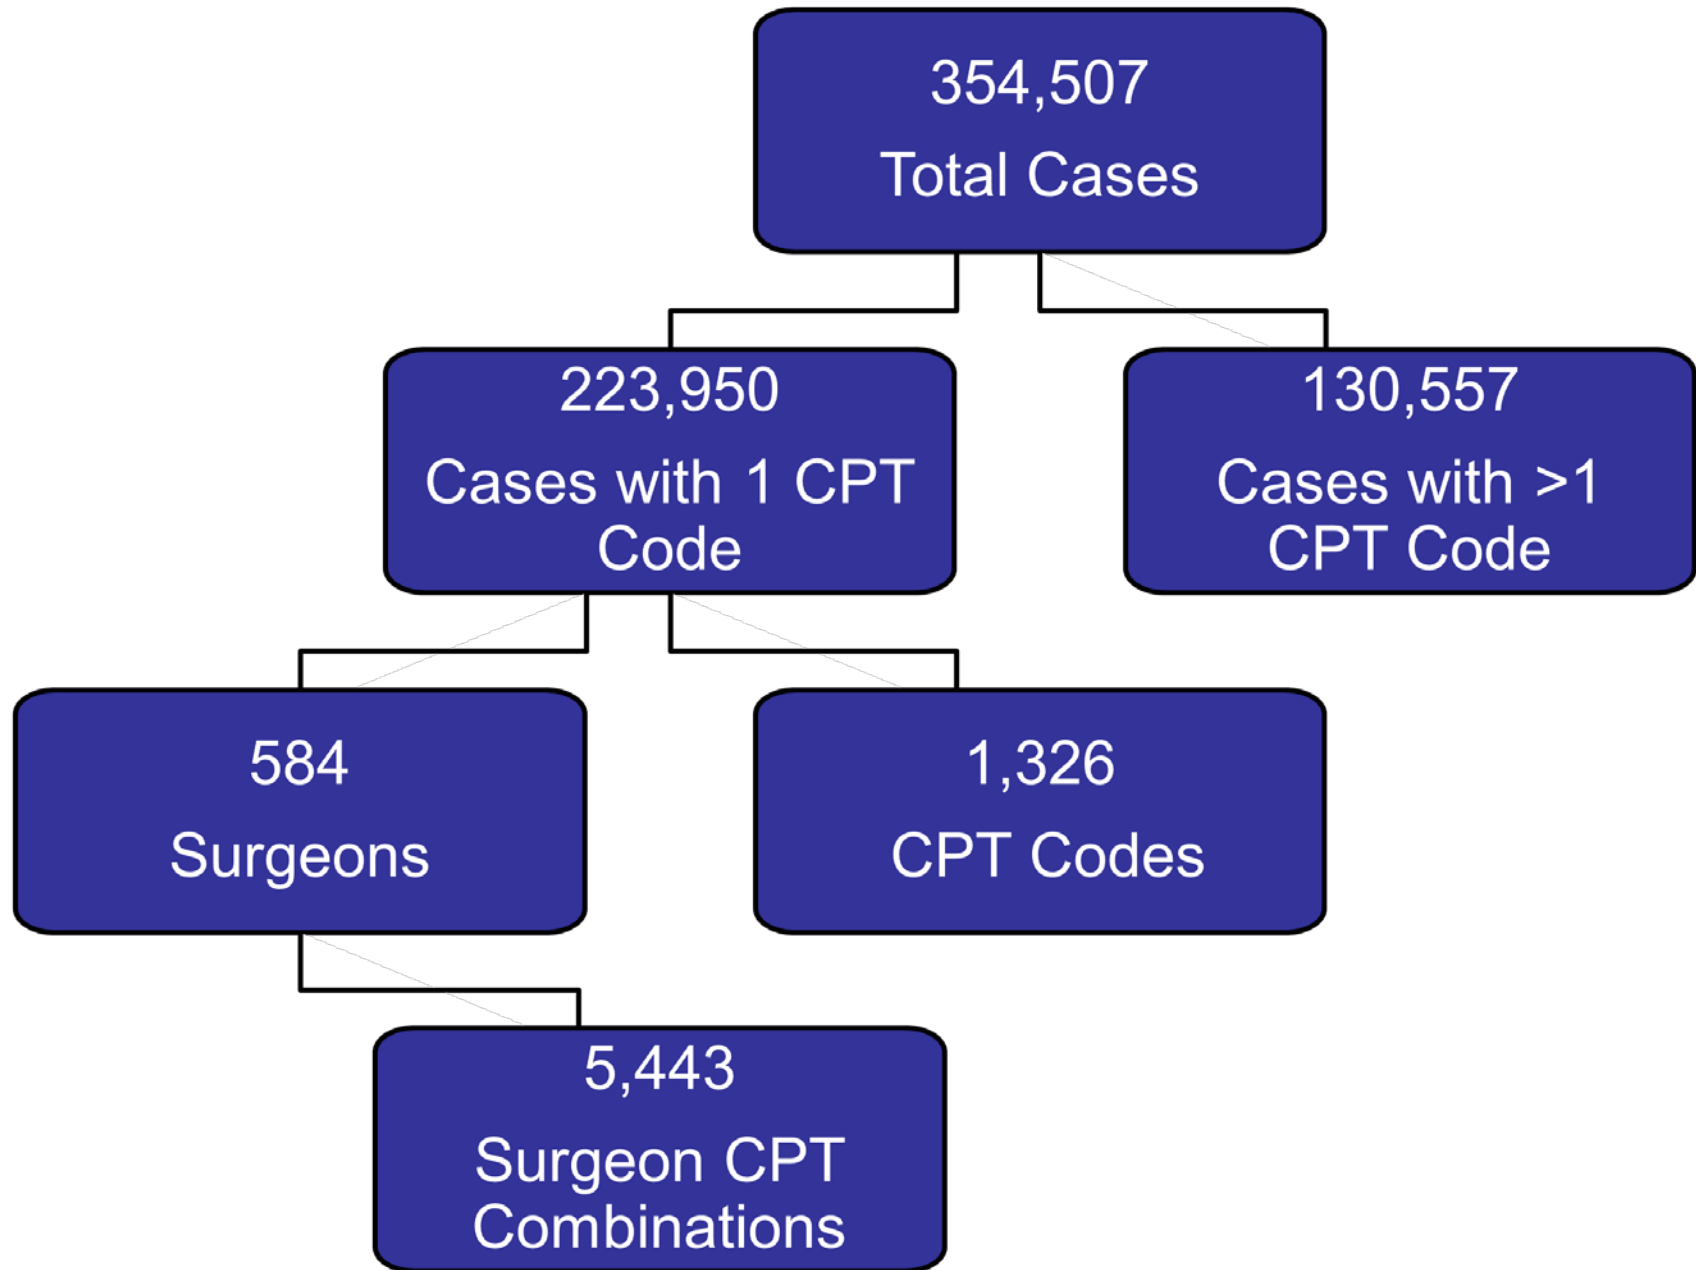 354,507
Total Cases
223,950
Cases with 1 CPT
Code
130,557
Cases with >1
CPT Code
584
Surgeons
1,326
CPT Codes
5,443
Surgeon CPT
Combinations